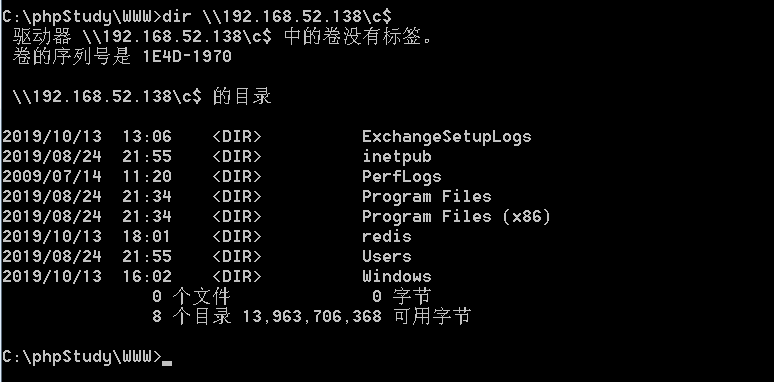 C:\phpStudy\WWW>dir \\192.168.52.138\c$
驱动器 \\192.168.52.138\c$ 中的卷没有标签。
卷的序列号是 1E4D-1970
\\192.168.52.138\c$ 的目录
2019/10/13  13:06    <DIR>          ExchangeSetupLogs
2019/08/24  21:55    <DIR>          inetpub
2009/07/14  11:20    <DIR>          PerfLogs
2019/08/24  21:34    <DIR>          Program Files
2019/08/24  21:34    <DIR>          Program Files (x86)
2019/10/13  18:01    <DIR>          redis
2019/08/24  21:55    <DIR>          Users
2019/10/13  16:02    <DIR>          Windows
0 个文件              0 字节
8 个目录 13,963,706,368 可用字节
C:\phpStudy\WWW>_